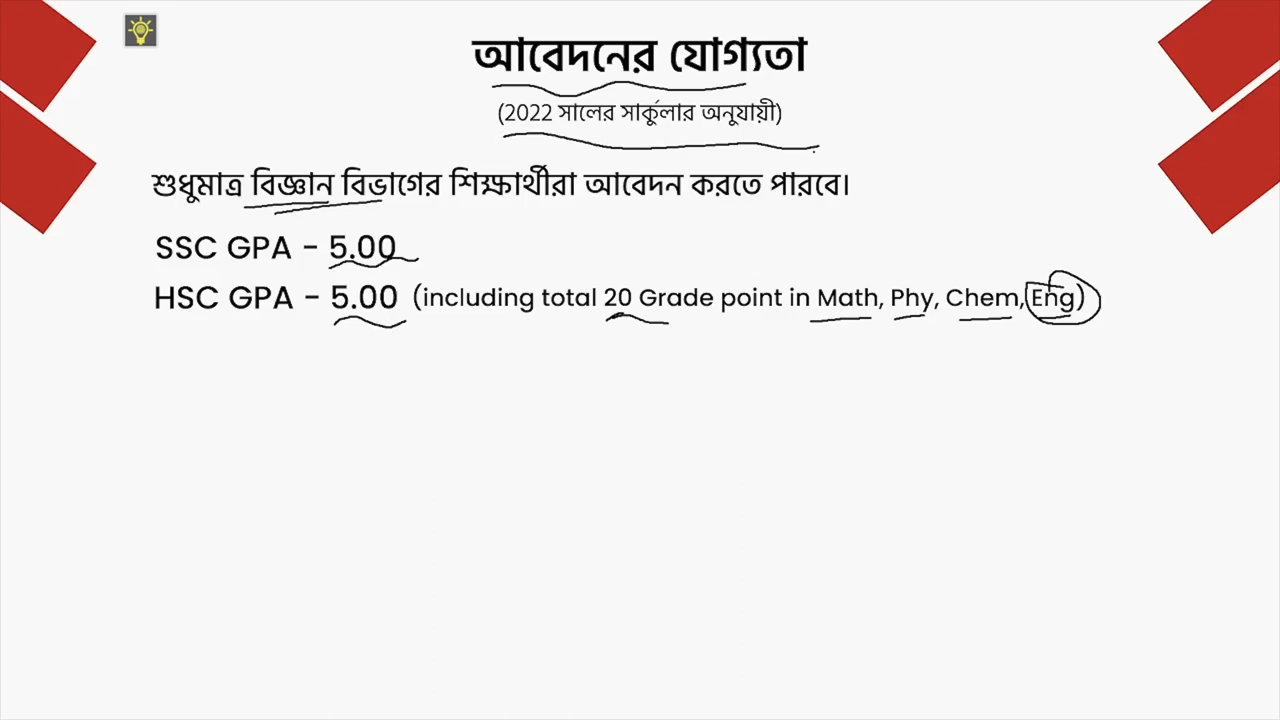 আবেদনের যোগ্যতা
(2022 সালের সার্কুলার অনুযায়ী)
শুধুমাত্র বিজ্ঞান বিভাগের শিক্ষার্থীরা আবেদন করতে পারবে।
SSC GPA - 5.00
HSC GPA - 5.00 (including total 20 Grade point in Math, Phy, Chem, Eng)